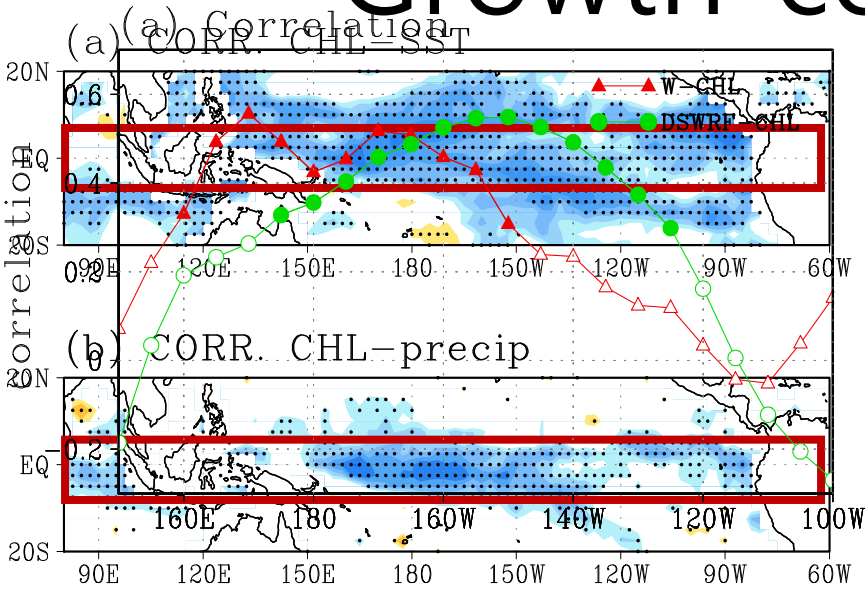 Growth
(a) Correlation
(a) CORR. CHL-SST
20N
0.6
W-CHL
DSWRF-CHL
EQ
0.4
Correlation
20S
0.2
90E 120E 150E 180 150W 120W 90W 60W
(b) CORR. CHL-precip
0
20N
-0.2
EQ
160E 180 160W 140W 120W 100W
20S
90E 120E 150E 180 150W 120W 90W 60W